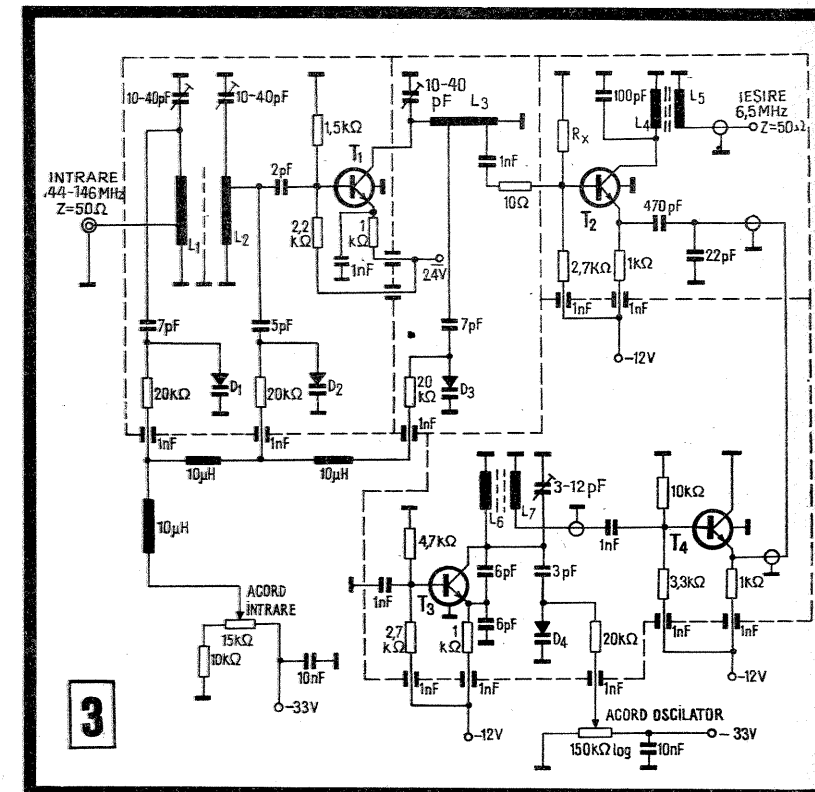 10-40pF
10-40pF
10-40
pF
L3
1,5kΩ
T1
2pF
INTRARE
144-146MHz
Z=50Ω
L1
L2
2,2
kΩ
1
kΩ
1nF
24V
1nF
10Ω
100pF
L4
L5
IEȘIRE
6,5MHz
Z=50Ω
Rx
T2
470pF
22pF
2,7KΩ
1kΩ
1nF
1nF
-12V
7pF
5pF
7pF
20kΩ
D1
20kΩ
D2
20
kΩ
D3
1nF
1nF
1nF
10µH
10µH
10µH
ACORD
INTRARE
15kΩ
10kΩ
10nF
-33V
L6
L7
3-12pF
4,7kΩ
1nF
T3
6pF
6pF
3pF
2,7
kΩ
1
kΩ
D4
20kΩ
1nF
1nF
1nF
-12V
10kΩ
1nF
T4
3,3kΩ
1kΩ
1nF
1nF
-12V
ACORD OSCILATOR
150kΩ log
10nF
-33V
3